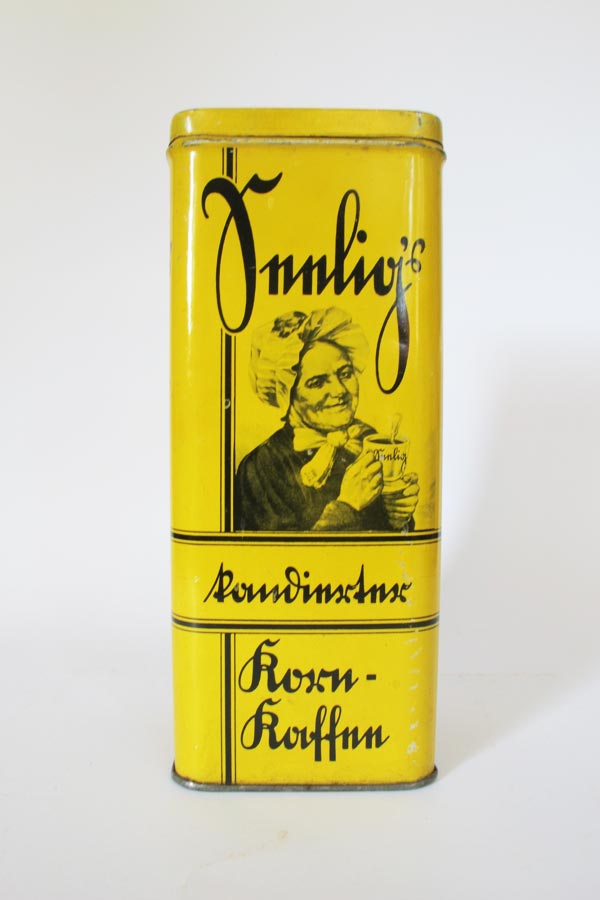 Seelig's
Seelig
kandierter
Korn-
Kaffee